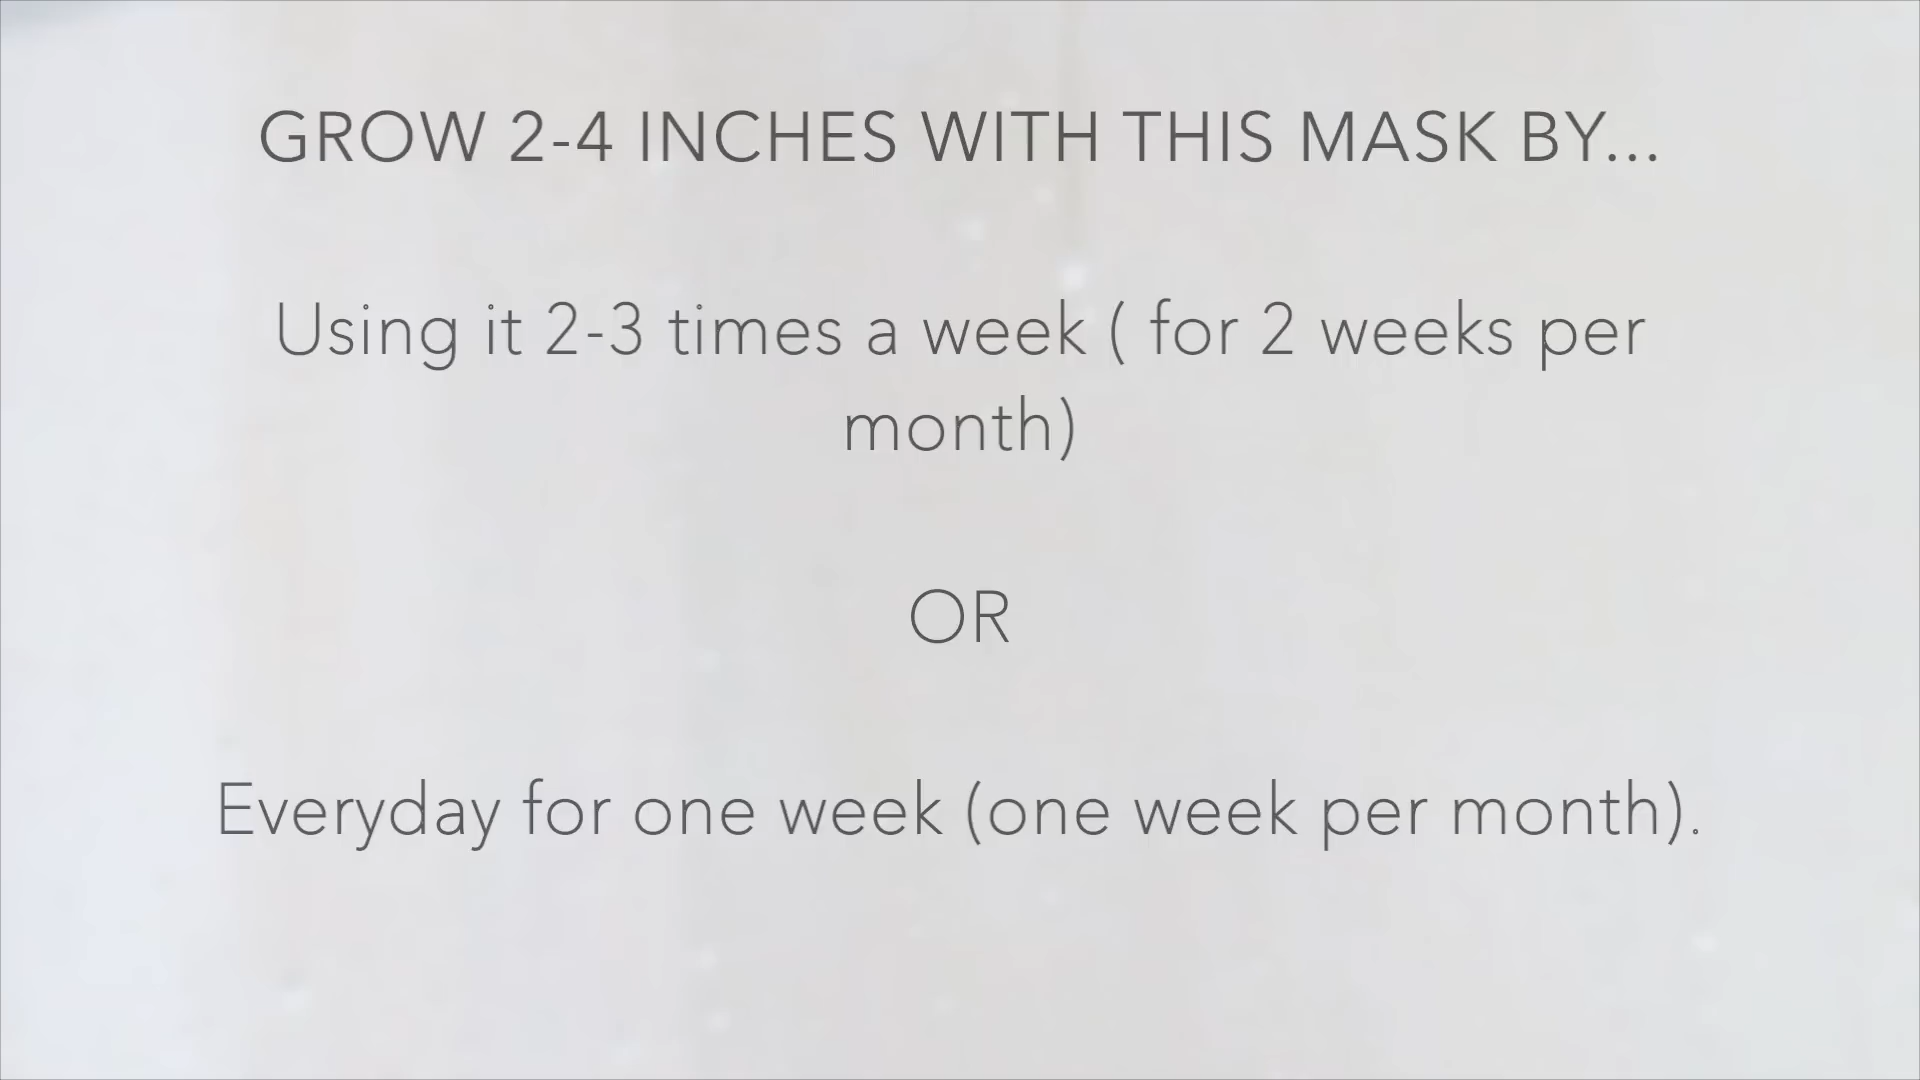 GROW 2-4 INCHES WITH THIS MASK BY...
Using it 2-3 times a week ( for 2 weeks per
month)
OR
Everyday for one week (one week per month).